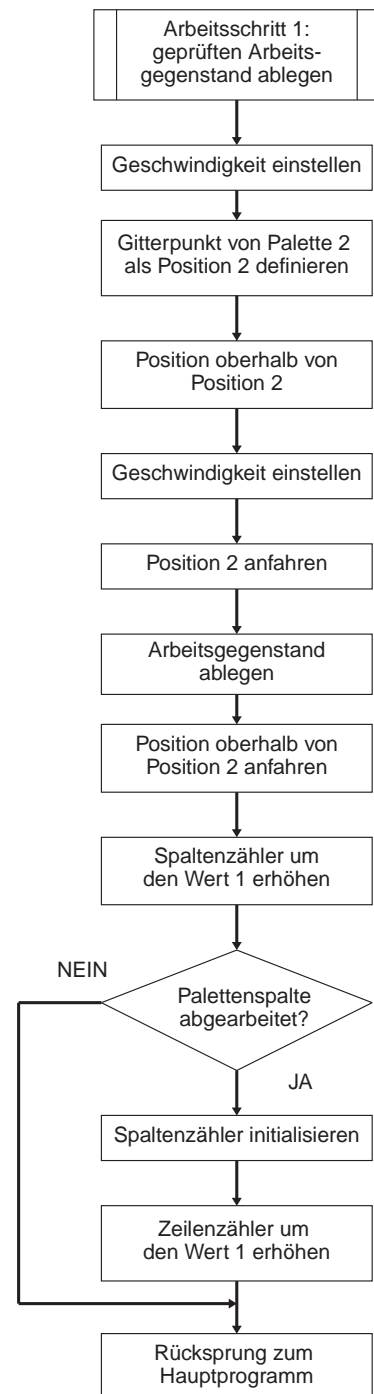 Arbeitsschritt 1:
geprüften Arbeits-
gegenstand ablegen
Geschwindigkeit einstellen
Gitterpunkt von Palette 2
als Position 2 definieren
Position oberhalb von
Position 2
Geschwindigkeit einstellen
Position 2 anfahren
Arbeitsgegenstand
ablegen
Position oberhalb von
Position 2 anfahren
Spaltenzähler um
den Wert 1 erhöhen
NEIN
Palettenspalte
abgearbeitet?
JA
Spaltenzähler initialisieren
Zeilenzähler um
den Wert 1 erhöhen
Rücksprung zum
Hauptprogramm